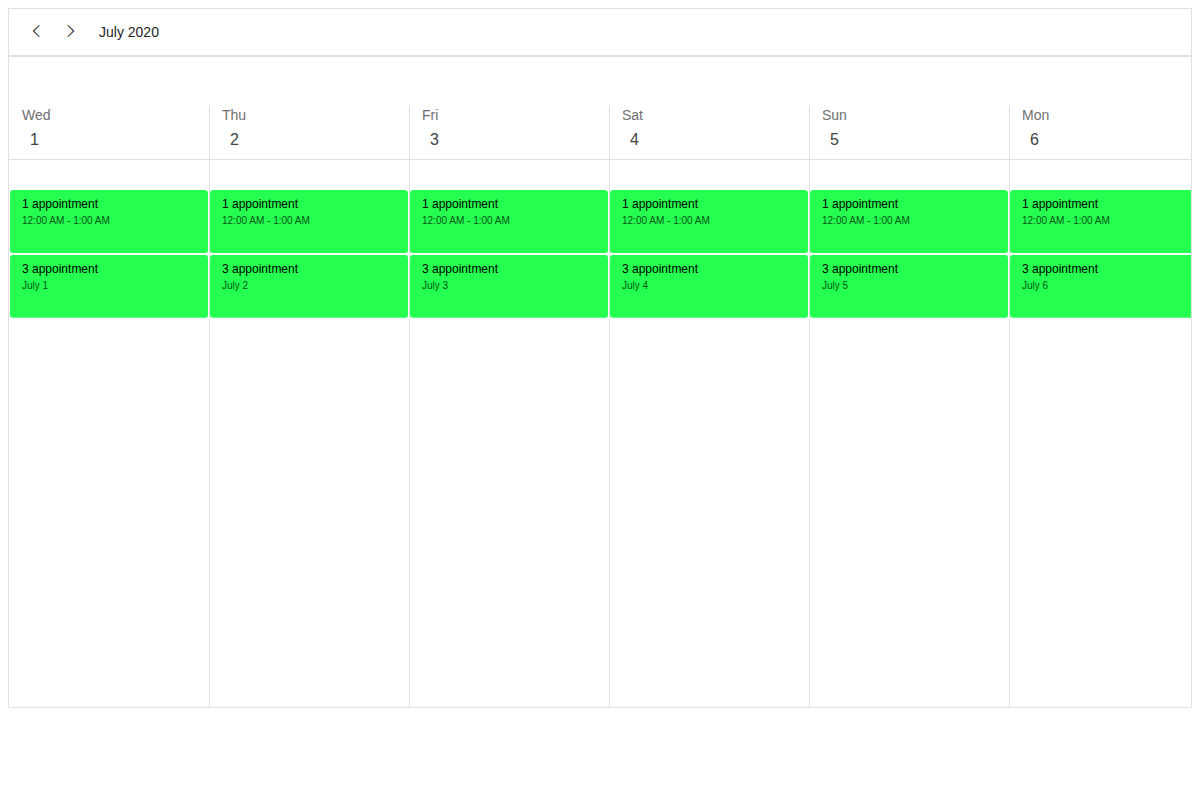 July 2020
Wed Thu Fri Sat Sun Mon
1 2 3 4 5 6
1 appointment 1 appointment 1 appointment 1 appointment 1 appointment 1 appointment
12:00 AM - 1:00 AM 12:00 AM - 1:00 AM 12:00 AM - 1:00 AM 12:00 AM - 1:00 AM 12:00 AM - 1:00 AM 12:00 AM - 1:00 AM
3 appointment 3 appointment 3 appointment 3 appointment 3 appointment 3 appointment
July 1 July 2 July 3 July 4 July 5 July 6